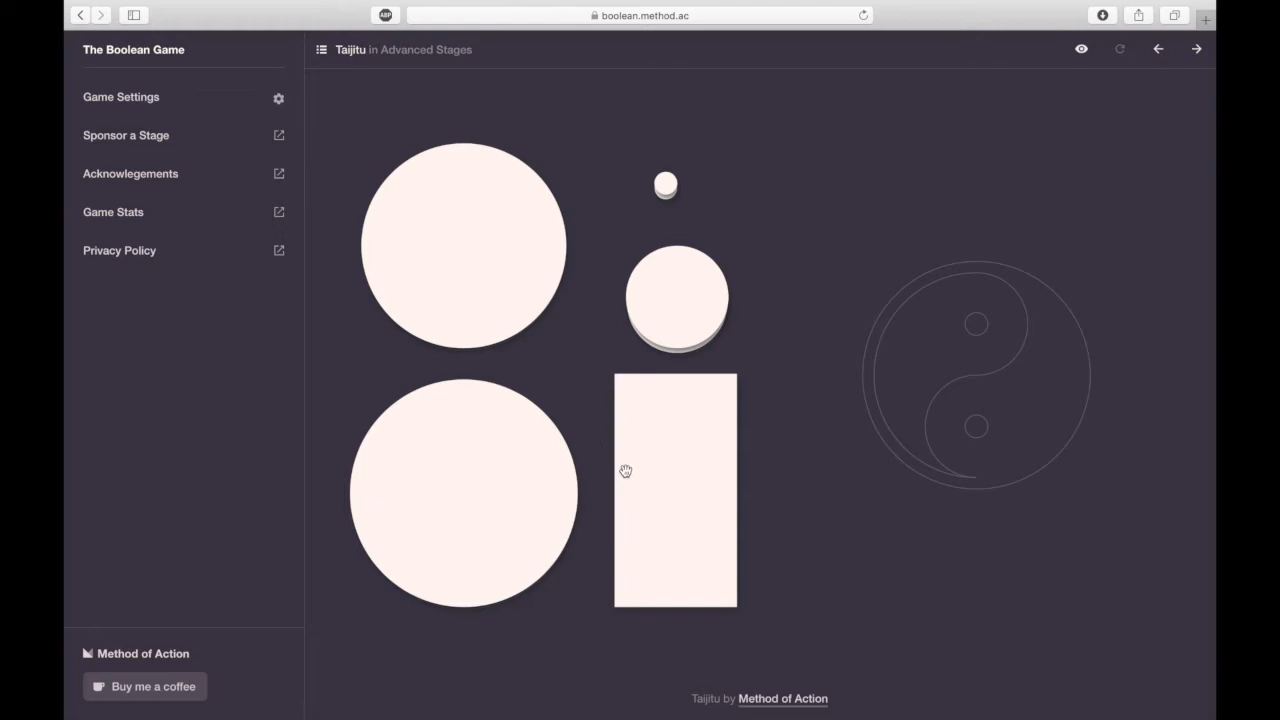 ABP
boolean.method.ac
The Boolean Game
Taijitu in Advanced Stages
Game Settings
Sponsor a Stage
Acknowlegements
Game Stats
Privacy Policy
Method of Action
Buy me a coffee
Taijitu by Method of Action